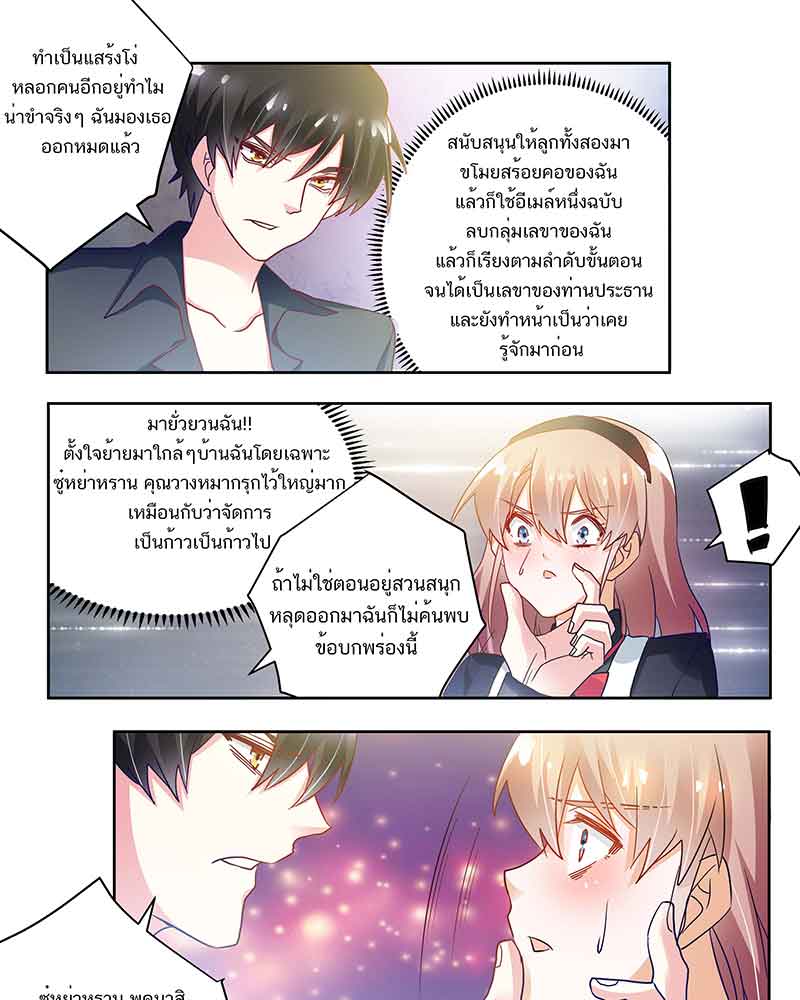 ทำเป็นแสร้งโง่
หลอกคนอีกอยู่ทำไม
น่าขำจริงๆ ฉันมองเธอ
ออกหมดแล้ว
สนับสนุนให้ลูกทั้งสองมา
ขโมยสร้อยคอของฉัน
แล้วก็ใช้อีเมล์หนึ่งฉบับ
ลบกลุ่มเลขาของฉัน
แล้วก็เรียงตามลำดับขั้นตอน
จนได้เป็นเลขาของท่านประธาน
และยังทำหน้าเป็นว่าเคย
รู้จักมาก่อน
มายั่วยวนฉัน!!
ตั้งใจย้ายมาใกล้ๆบ้านฉันโดยเฉพาะ
ซู่หย่าหราน คุณวางหมากรุกไว้ใหญ่มาก
เหมือนกับว่าจัดการ
เป็นก้าวเป็นก้าวไป
!
ถ้าไม่ใช่ตอนอยู่สวนสนุก
หลุดออกมาฉันก็ไม่ค้นพบ
ข้อบกพร่องนี้
ซู่หย่าหราน พูดมาสิ